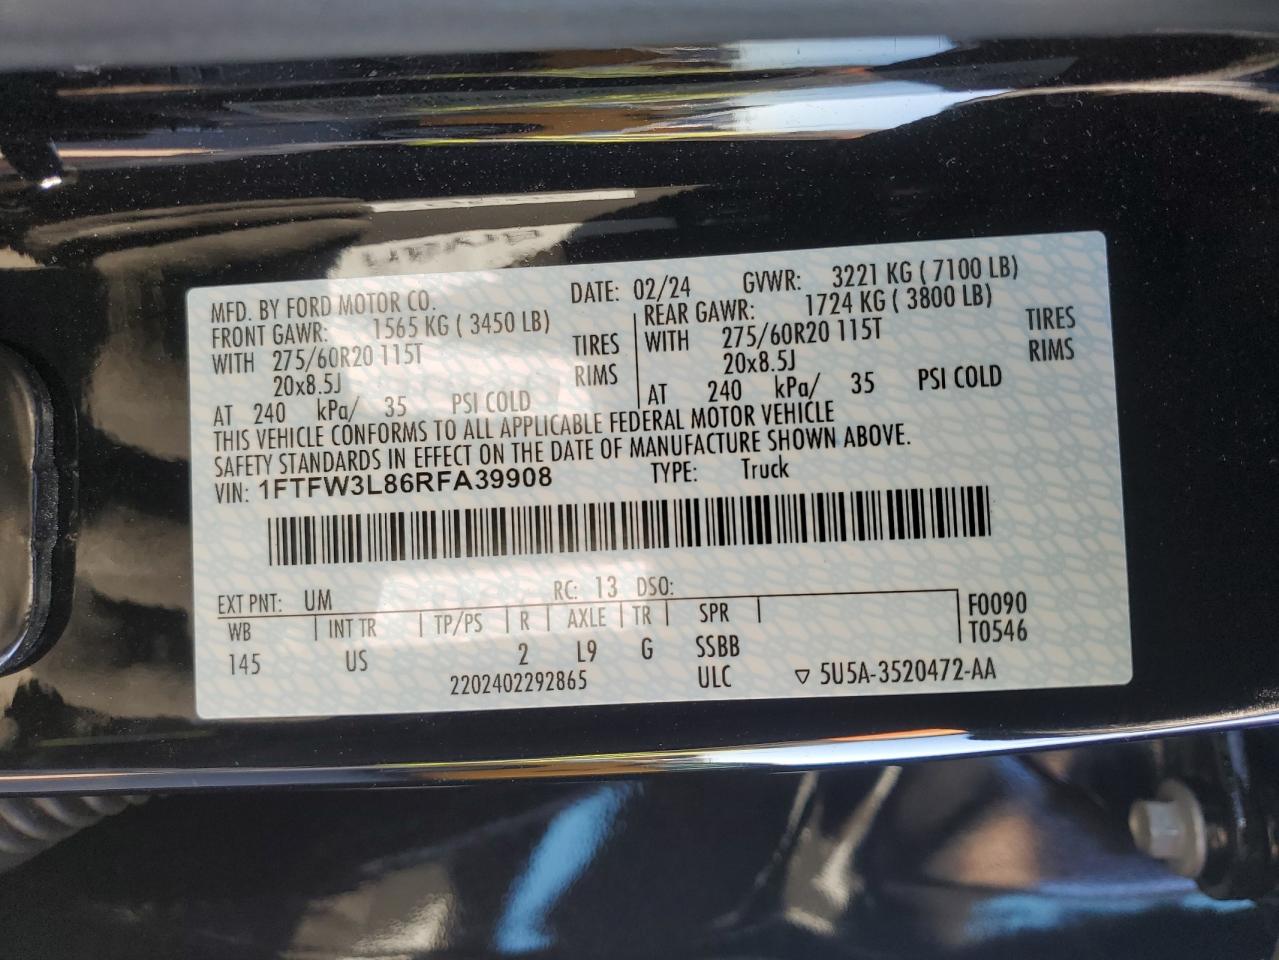 MFD. BY FORD MOTOR CO. DATE: 02/24 GVWR: 3221 KG ( 7100 LB)
FRONT GAWR: 1565 KG ( 3450 LB) REAR GAWR: 1724 KG ( 3800 LB)
WITH 275/60R20 115T TIRES WITH 275/60R20 115T TIRES
20x8.5J RIMS 20x8.5J RIMS
AT 240 kPa/ 35 PSI COLD AT 240 kPa/ 35 PSI COLD
THIS VEHICLE CONFORMS TO ALL APPLICABLE FEDERAL MOTOR VEHICLE
SAFETY STANDARDS IN EFFECT ON THE DATE OF MANUFACTURE SHOWN ABOVE.
VIN: 1FTFW3L86RFA39908 TYPE: Truck
EXT PNT: UM RC: 13 DSO:
WB INT TR TP/PS R AXLE TR SPR F0090
T0546
145 US 2 L9 G SSBB
2202402292865 ULC ▽ 5U5A-3520472-AA